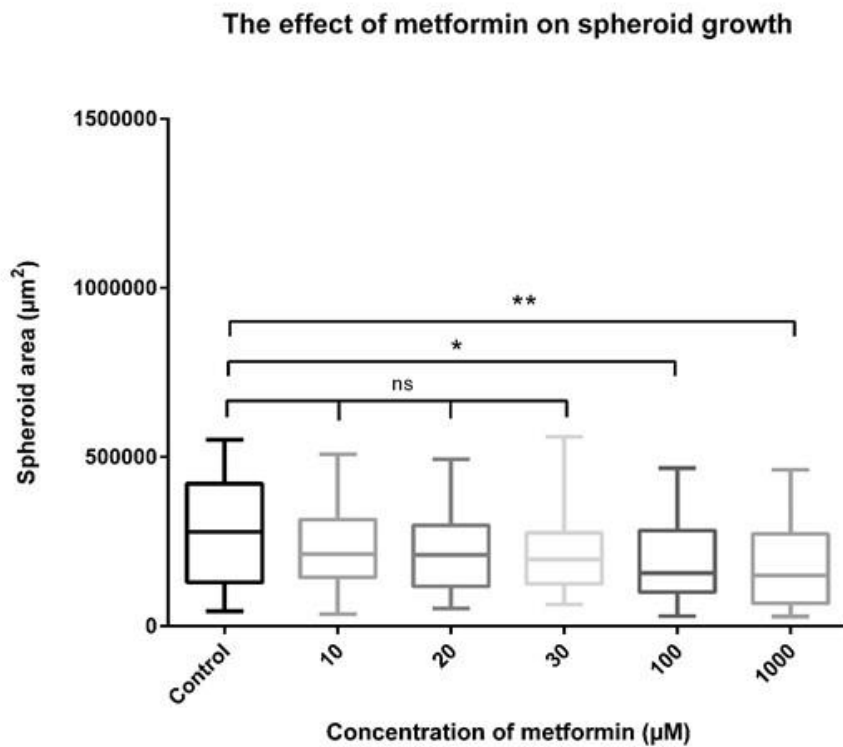 The effect of metformin on spheroid growth
1500000
1000000
500000
0
Spheroid area (µm²)
**
*
ns
Control
10
20
30
100
1000
Concentration of metformin (µM)